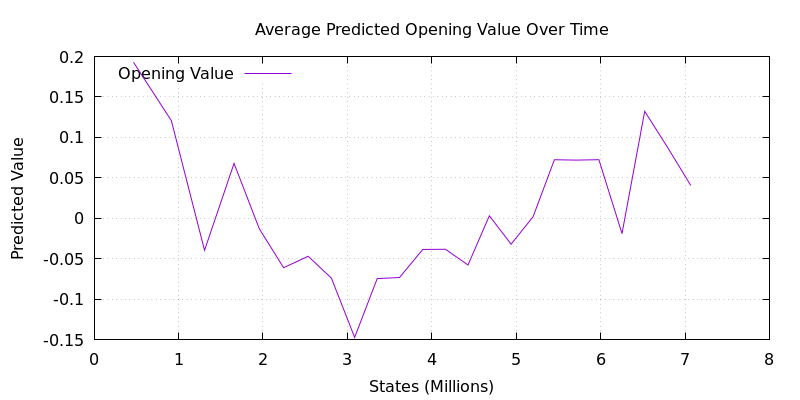 Average Predicted Opening Value Over Time
Predicted Value
Opening Value
0.2
0.15
0.1
0.05
0
-0.05
-0.1
-0.15
0 1 2 3 4 5 6 7 8
States (Millions)